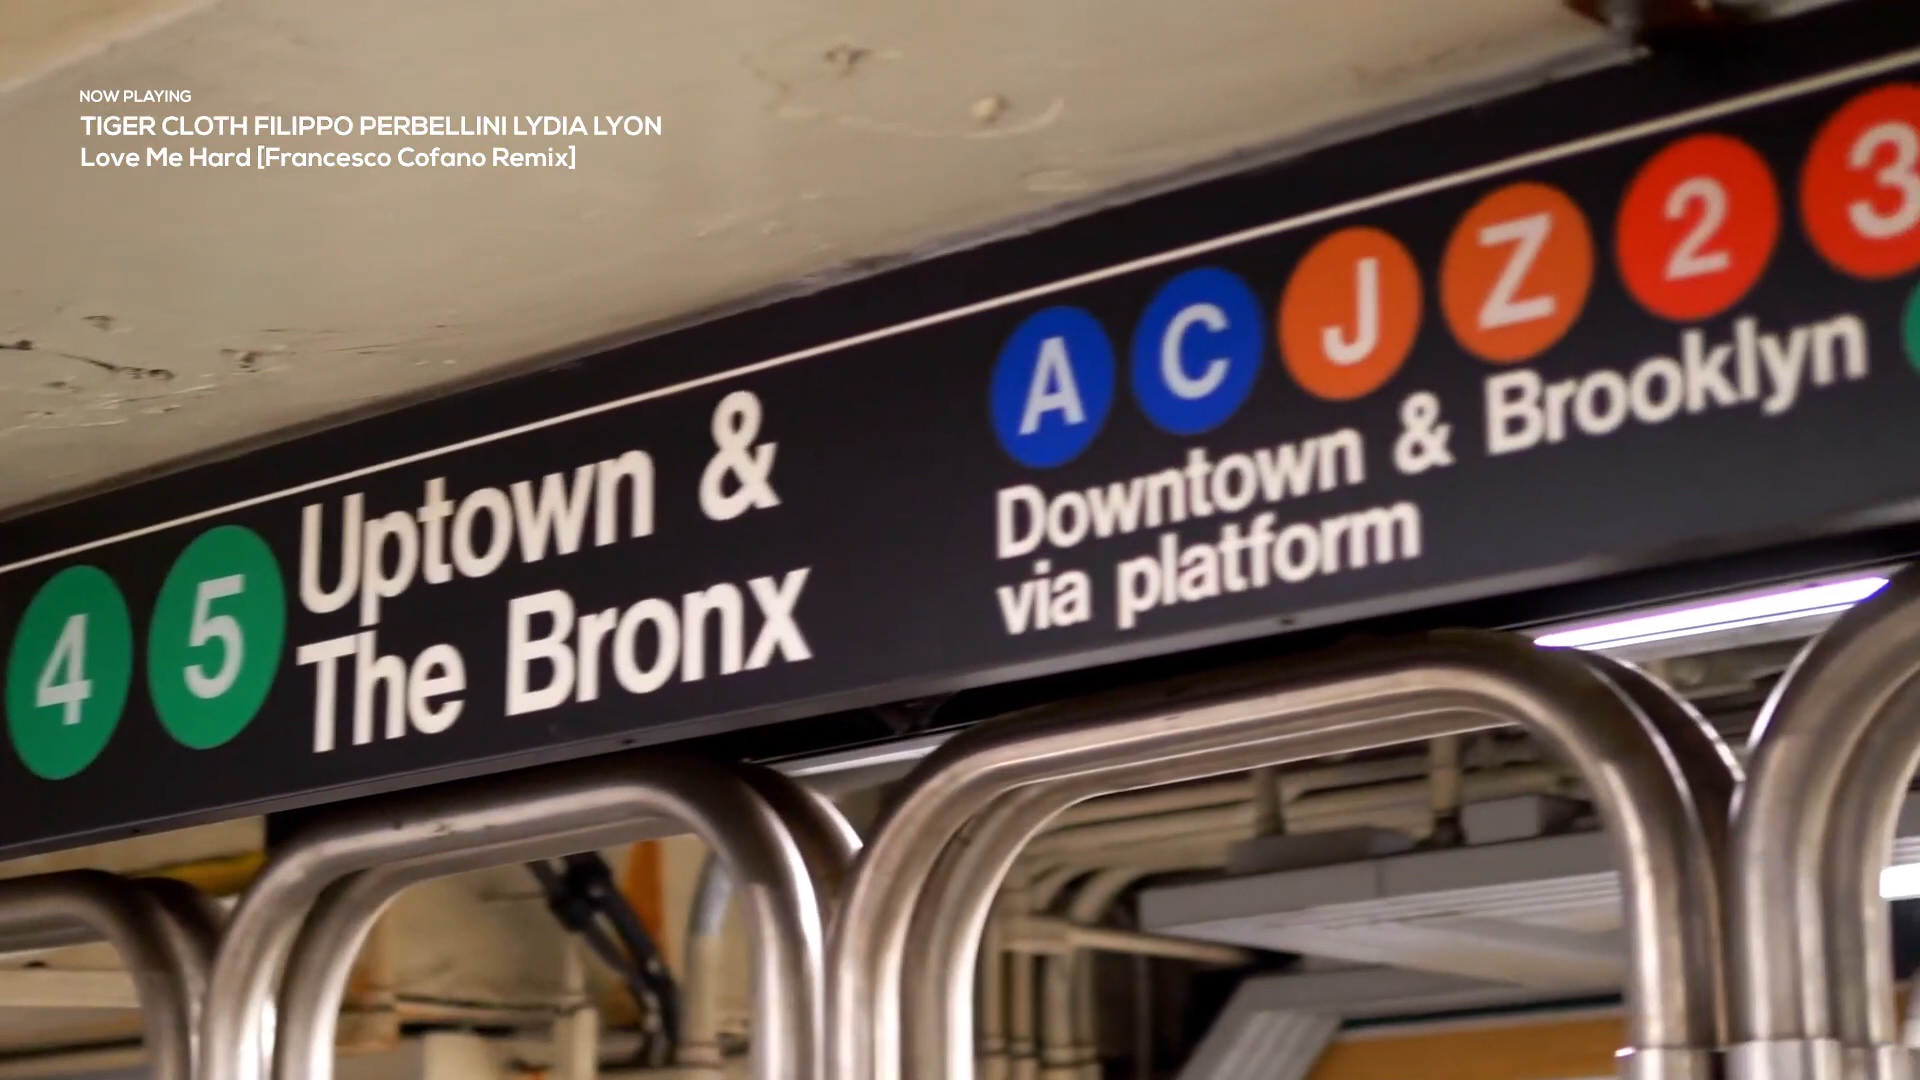 NOW PLAYING
TIGER CLOTH FILIPPO PERBELLINI LYDIA LYON
Love Me Hard [Francesco Cofano Remix]
4 5 Uptown &
The Bronx
A C J Z 2 3
Downtown & Brooklyn
via platform